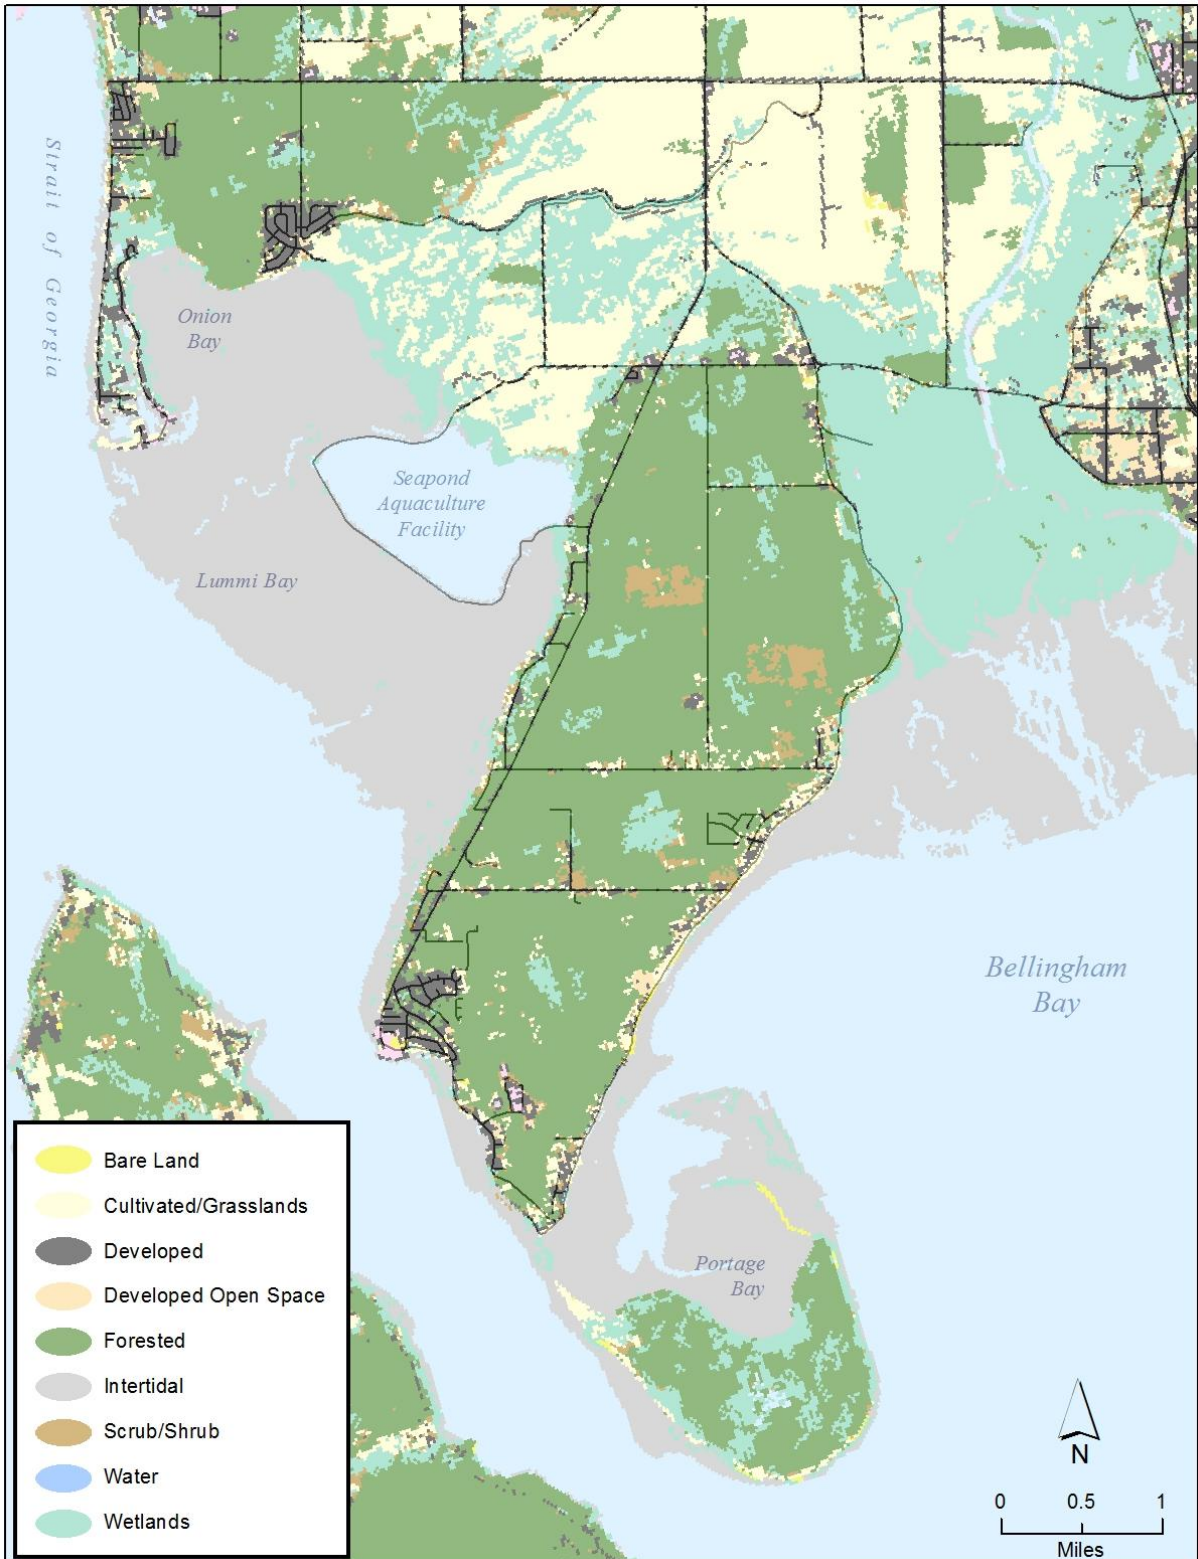 Strait of Georgia
Onion
Bay
Seapond
Aquaculture
Facility
Lummi Bay
Bellingham
Bay
Portage
Bay
Bare Land
Cultivated/Grasslands
Developed
Developed Open Space
Forested
Intertidal
Scrub/Shrub
Water
Wetlands
N
0 0.5 1
Miles